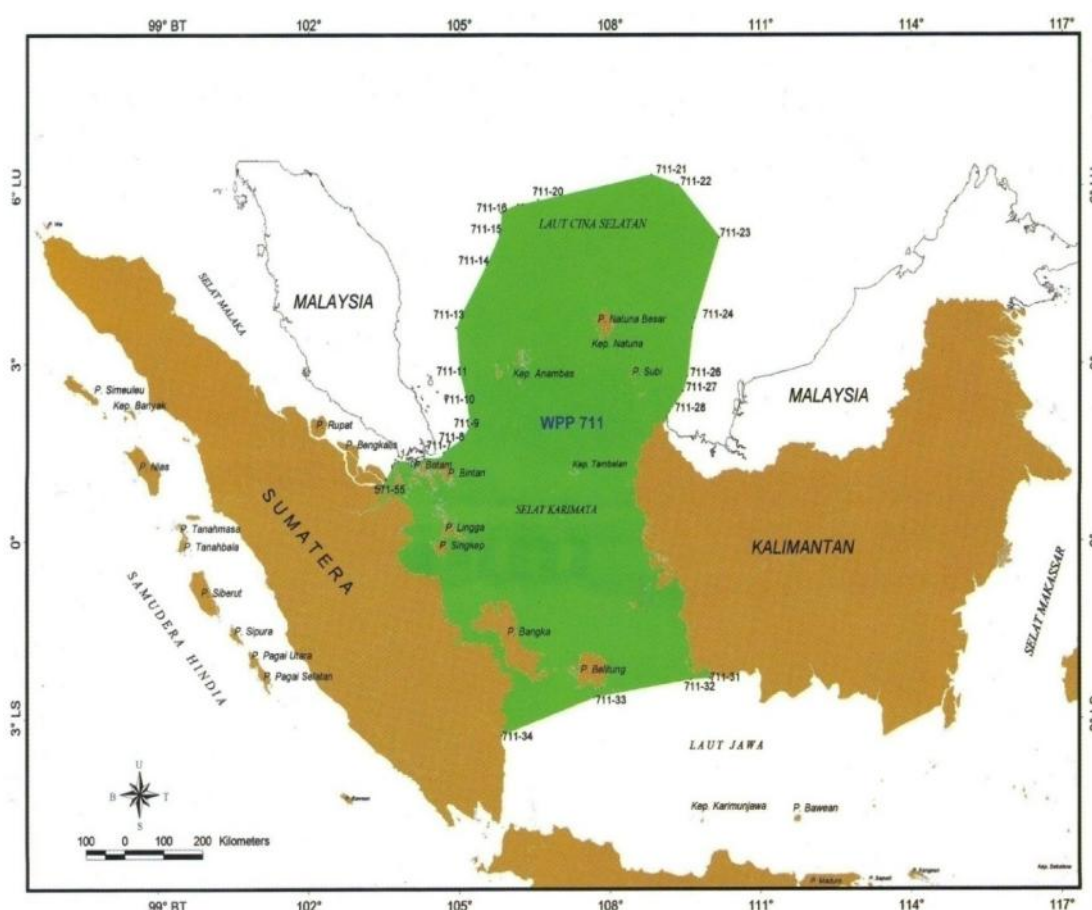 99° BT 102° 105° 108° 111° 114° 117°
6° LU
711-21
711-22
711-20
711-16
LAUT CINA SELATAN
711-15
711-23
711-14
SELAT MALAKA
MALAYSIA
711-13
711-24
P. Natuna Besar
Kep. Natuna
3°
711-11
Kep. Anambas
P. Subi
711-26
711-27
P. Simeuleu
Kep. Banyak
711-10
711-28
MALAYSIA
P. Rupat
711-9
WPP 711
711-8
711-7
P. Bengkalis
P. Batam
P. Bintan
Kep. Tambelan
P. Nias
571-55
SUMATERA
SELAT KARIMATA
P. Lingga
P. Tanahmasa
0°
P. Singkep
P. Tanahbala
KALIMANTAN
SELAT MAKASSAR
P. Siberut
SAMUDERA HINDIA
P. Sipura
P. Bangka
P. Pagai Utara
P. Pagai Selatan
P. Belitung
711-31
711-32
711-33
3° LS
711-34
LAUT JAWA
U
B T
S
Kep. Karimunjawa
P. Bawean
100 0 100 200 Kilometers
P. Madura
99° BT 102° 105° 108° 111° 114° 117°